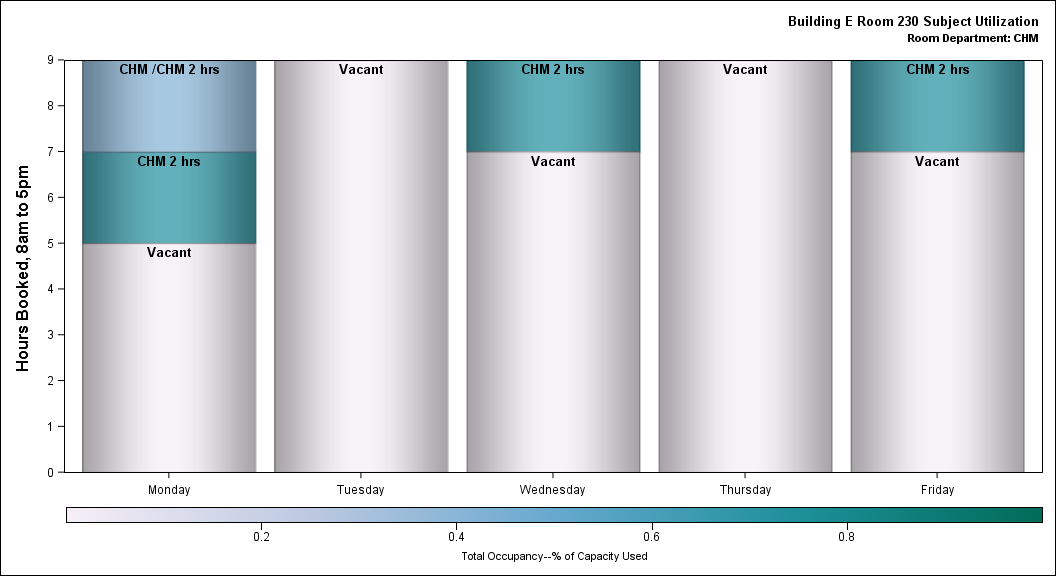 Building E Room 230 Subject Utilization
Room Department: CHM
Hours Booked, 8am to 5pm
9
8
7
6
5
4
3
2
1
0
CHM /CHM 2 hrs
CHM 2 hrs
Vacant
Vacant
CHM 2 hrs
Vacant
Vacant
CHM 2 hrs
Vacant
Monday Tuesday Wednesday Thursday Friday
0.2 0.4 0.6 0.8
Total Occupancy--% of Capacity Used